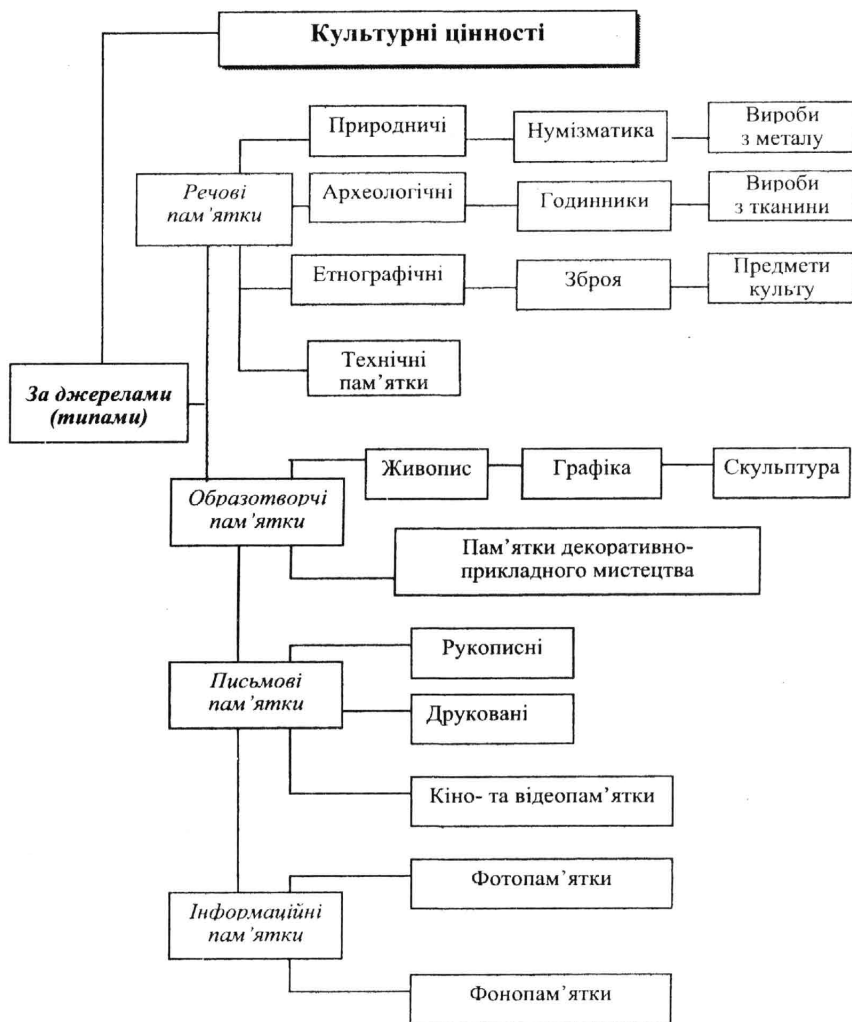 Культурні цінності
Природничі
Нумізматика
Вироби
з металу
Речові
пам’ятки
Археологічні
Годинники
Вироби
з тканини
Етнографічні
Зброя
Предмети
культу
Технічні
пам’ятки
За джерелами
(типами)
Живопис
Графіка
Скульптура
Образотворчі
пам’ятки
Пам’ятки декоративно-
прикладного мистецтва
Рукописні
Письмові
пам’ятки
Друковані
Кіно- та відеопам’ятки
Фотопам’ятки
Інформаційні
пам’ятки
Фонопам’ятки